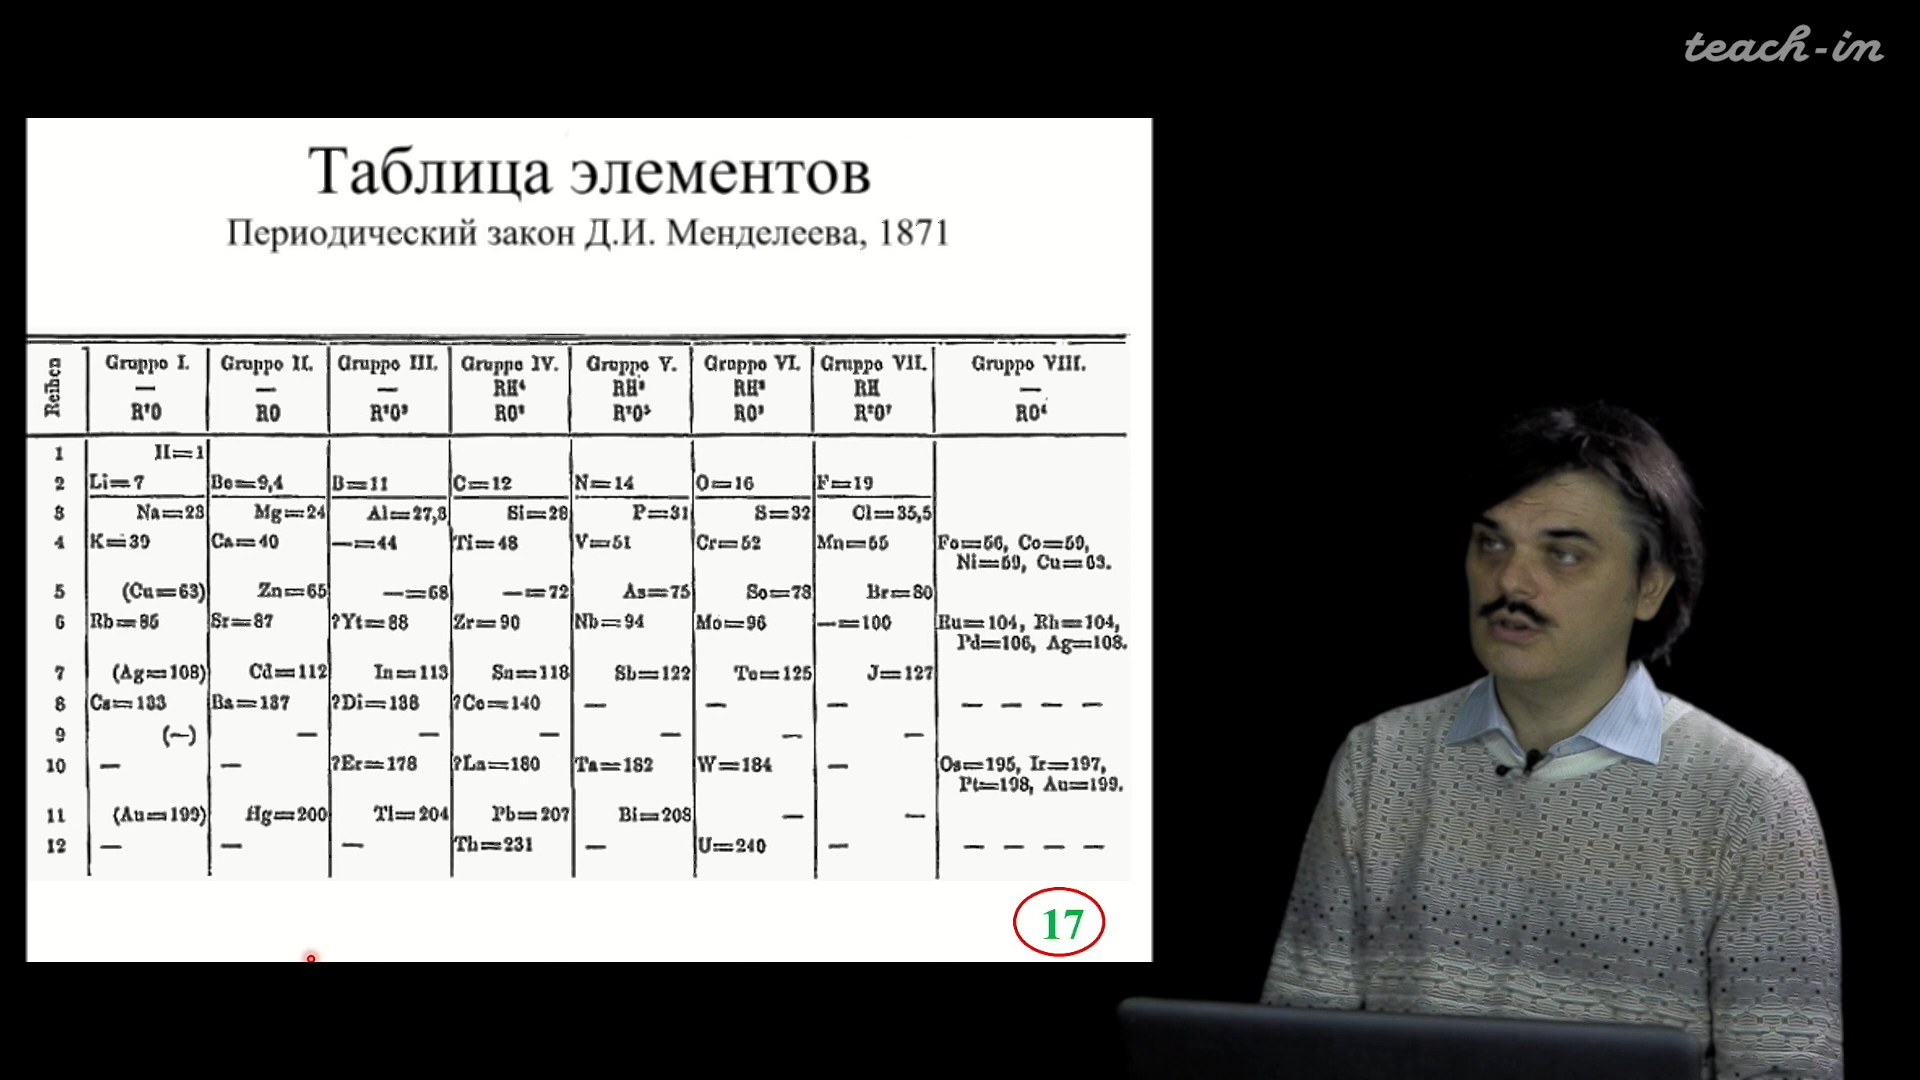 teach-in
Таблица элементов
Периодический закон Д.И. Менделеева, 1871
Reihen Gruppo I. Gruppo II. Gruppo III. Gruppo IV. Gruppo V. Gruppo VI. Gruppo VII. Gruppo VIII.
— — — RH⁴ RH³ RH² RH —
R²O RO R²O³ RO² R²O⁵ RO³ R²O⁷ RO⁴
1 H=1
2 Li=7 Be=9,4 B=11 C=12 N=14 O=16 F=19
3 Na=23 Mg=24 Al=27,3 Si=28 P=31 S=32 Cl=35,5
4 K=39 Ca=40 —=44 Ti=48 V=51 Cr=52 Mn=55 Fo=56, Co=59,
Ni=59, Cu=63.
5 (Cu=63) Zn=65 —=68 —=72 As=75 So=78 Br=80
6 Rb=85 Sr=87 ?Yt=88 Zr=90 Nb=94 Mo=96 —=100 Ru=104, Rh=104,
Pd=106, Ag=108.
7 (Ag=108) Cd=112 In=113 Sn=118 Sb=122 Te=125 J=127
8 Cs=133 Ba=137 ?Di=138 ?Ce=140 — — — — — — —
9 (—) — — — — — —
10 — — ?Er=178 ?La=180 Ta=182 W=184 — Os=195, Ir=197,
Pt=198, Au=199.
11 (Au=199) Hg=200 Tl=204 Pb=207 Bi=208 — —
12 — — — Th=231 — U=240 — — — — —
17